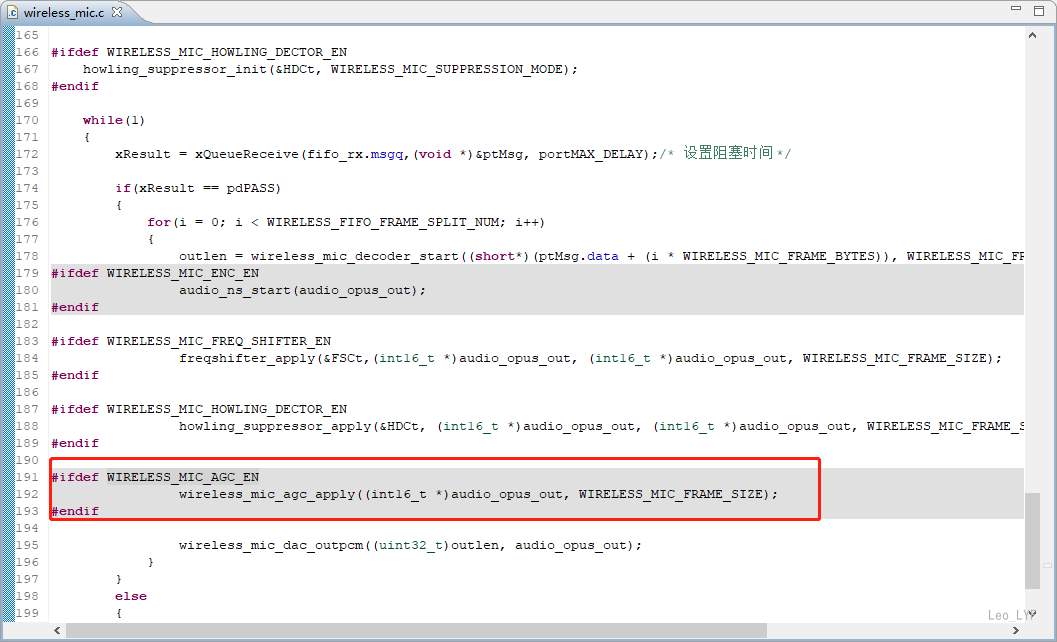 wireless_mic.c
165
166 #ifdef WIRELESS_MIC_HOWLING_DECTOR_EN
167 howling_suppressor_init(&HDCt, WIRELESS_MIC_SUPPRESSION_MODE);
168 #endif
169
170 while(1)
171 {
172 xResult = xQueueReceive(fifo_rx.msgq,(void *)&ptMsg, portMAX_DELAY);/* 设置阻塞时间 */
173
174 if(xResult == pdPASS)
175 {
176 for(i = 0; i < WIRELESS_FIFO_FRAME_SPLIT_NUM; i++)
177 {
178 outlen = wireless_mic_decoder_start((short*)(ptMsg.data + (i * WIRELESS_MIC_FRAME_BYTES)), WIRELESS_MIC_FR
179 #ifdef WIRELESS_MIC_ENC_EN
180 audio_ns_start(audio_opus_out);
181 #endif
182
183 #ifdef WIRELESS_MIC_FREQ_SHIFTER_EN
184 freqshifter_apply(&FSCt,(int16_t *)audio_opus_out, (int16_t *)audio_opus_out, WIRELESS_MIC_FRAME_SIZE);
185 #endif
186
187 #ifdef WIRELESS_MIC_HOWLING_DECTOR_EN
188 howling_suppressor_apply(&HDCt, (int16_t *)audio_opus_out, (int16_t *)audio_opus_out, WIRELESS_MIC_FRAME_S
189 #endif
190
191 #ifdef WIRELESS_MIC_AGC_EN
192 wireless_mic_agc_apply((int16_t *)audio_opus_out, WIRELESS_MIC_FRAME_SIZE);
193 #endif
194
195 wireless_mic_dac_outpcm((uint32_t)outlen, audio_opus_out);
196 }
197 }
198 else
199 {
Leo_LYP